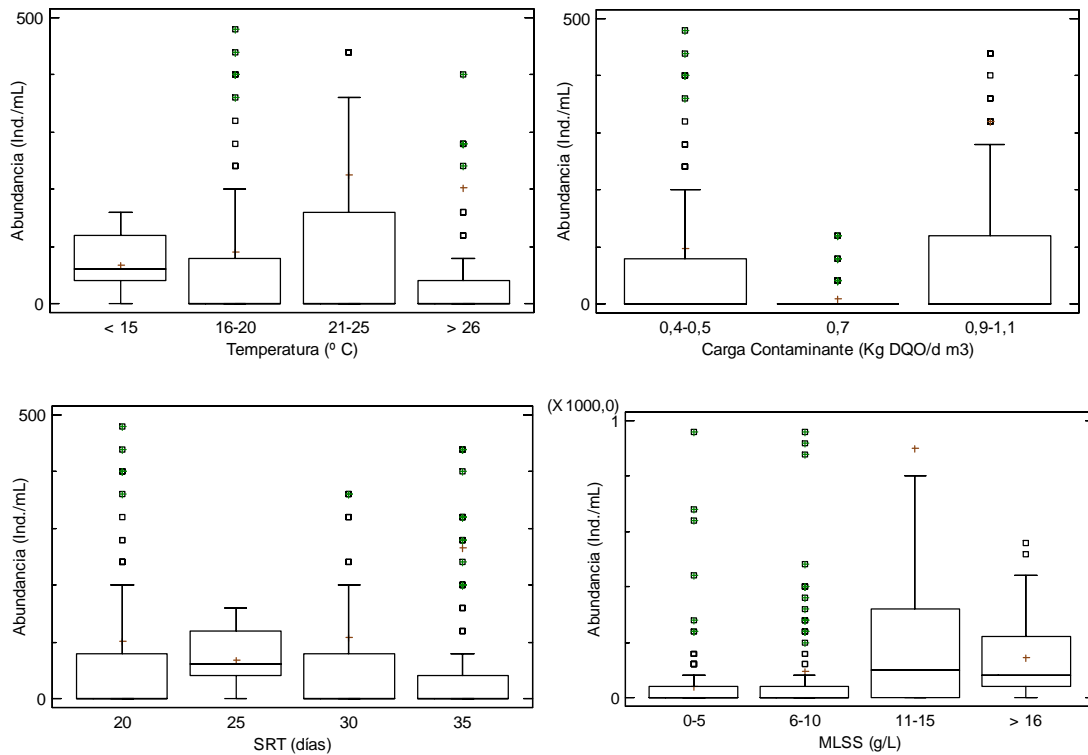 500
Abundancia (Ind./mL)
0
< 15 16-20 21-25 > 26
Temperatura (º C)
500
Abundancia (Ind./mL)
0
0,4-0,5 0,7 0,9-1,1
Carga Contaminante (Kg DQO/d m3)
500
Abundancia (Ind./mL)
0
20 25 30 35
SRT (días)
(X 1000,0)
1
Abundancia (Ind./mL)
0
0-5 6-10 11-15 > 16
MLSS (g/L)